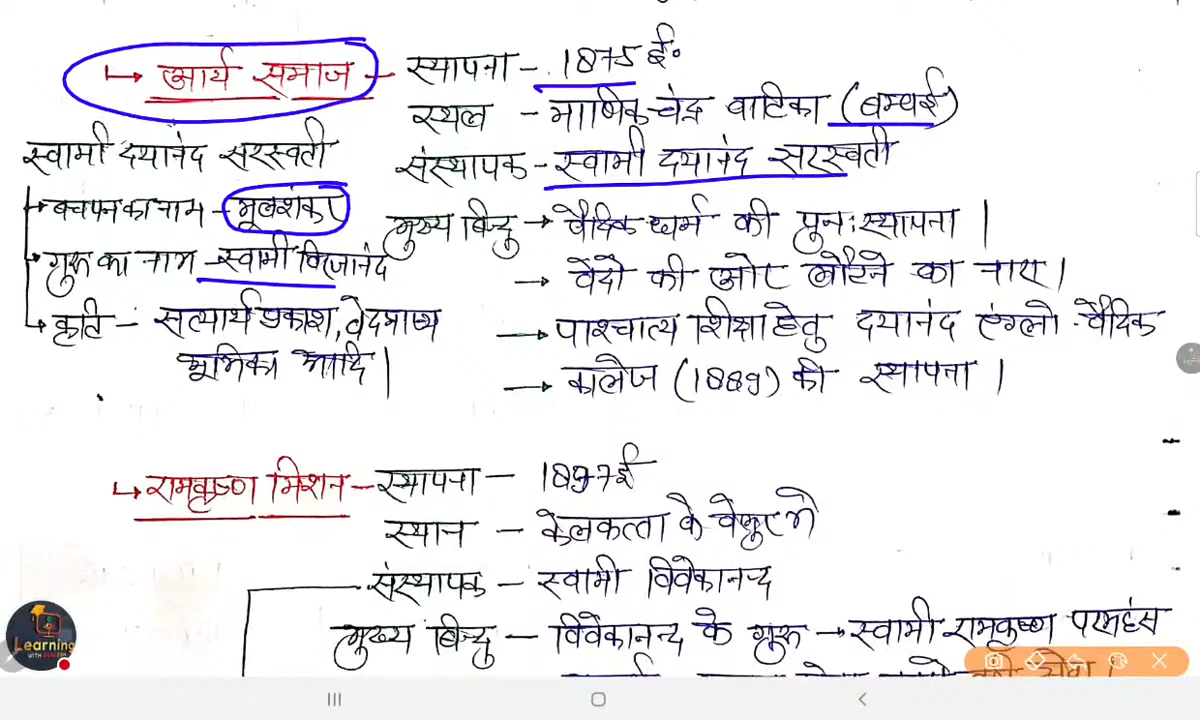 ↳ आर्य समाज - स्थापना - 1875 ई.
स्थल - माणिक-चंद्र वाटिका (बम्बई)
स्वामी दयानंद सरस्वती
संस्थापक - स्वामी दयानंद सरस्वती
→ बचपन का नाम - मूलशंकर
मुख्य बिन्दु → वैदिक धर्म की पुनः स्थापना |
गुरु का नाम - स्वामी विरजानंद
→ वेदों की ओर लौटने का नारा |
→ कृति - सत्यार्थ प्रकाश, वेदभाष्य
→ पाश्चात्य शिक्षा हेतु दयानंद एंग्लो-वैदिक
भूमिका आदि |
→ कालेज (1889) की स्थापना |
↳ रामकृष्ण मिशन - स्थापना - 1897 ई
स्थान - कलकत्ता के वेलुर में
संस्थापक - स्वामी विवेकानन्द
मुख्य बिन्दु - विवेकानन्द के गुरु → स्वामी रामकृष्ण परमहंस
Learning